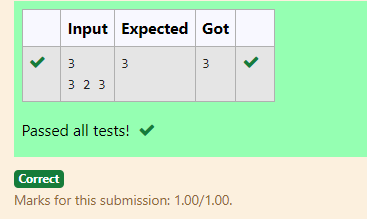 Input Expected Got
3 3 3
3 2 3
Passed all tests!
Correct
Marks for this submission: 1.00/1.00.